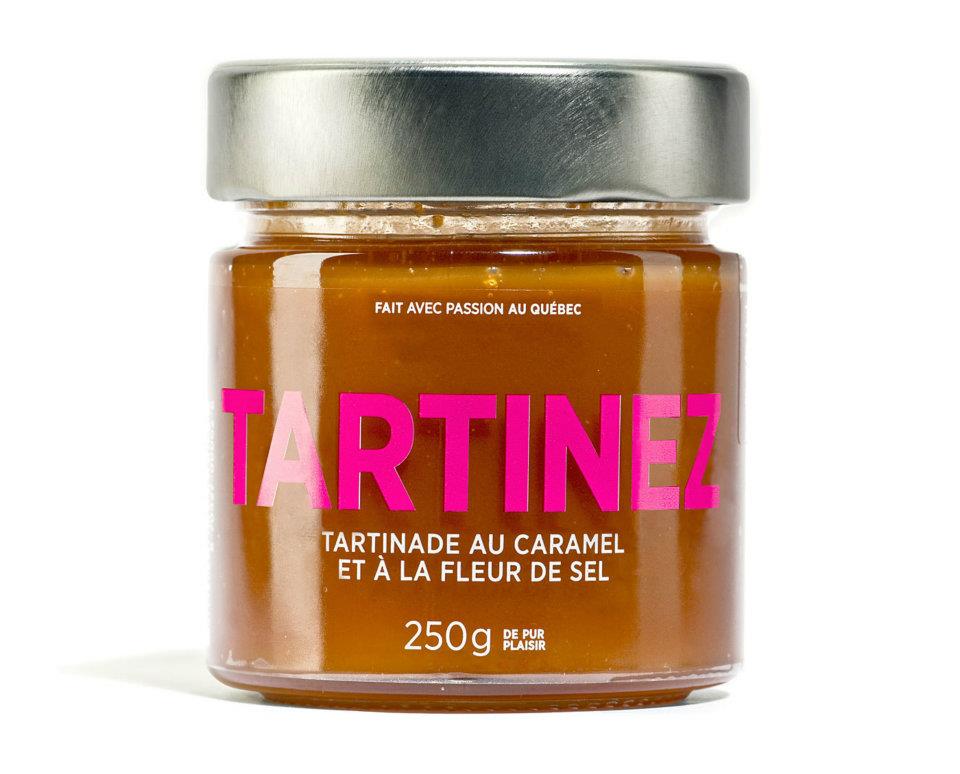 FAIT AVEC PASSION AU QUÉBEC
TARTINEZ
TARTINADE AU CARAMEL
ET À LA FLEUR DE SEL
250g DE PUR
PLAISIR